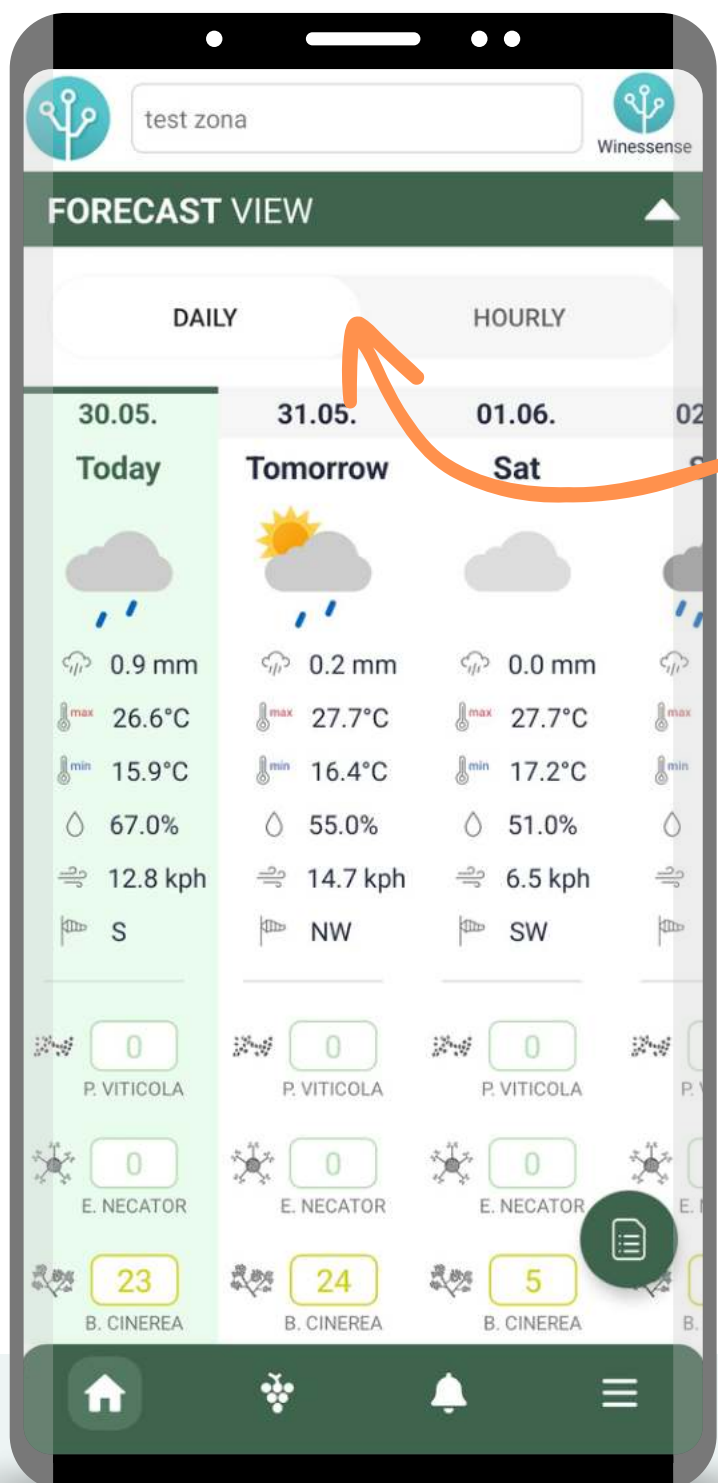 test zona
Winessense
FORECAST VIEW
DAILY HOURLY
30.05. 31.05. 01.06. 02
Today Tomorrow Sat S
0.9 mm 0.2 mm 0.0 mm
max 26.6°C max 27.7°C max 27.7°C max
min 15.9°C min 16.4°C min 17.2°C min
67.0% 55.0% 51.0%
12.8 kph 14.7 kph 6.5 kph
S NW SW
0 0 0
P. VITICOLA P. VITICOLA P. VITICOLA P.
0 0 0
E. NECATOR E. NECATOR E. NECATOR E.
23 24 5
B. CINEREA B. CINEREA B. CINEREA B.